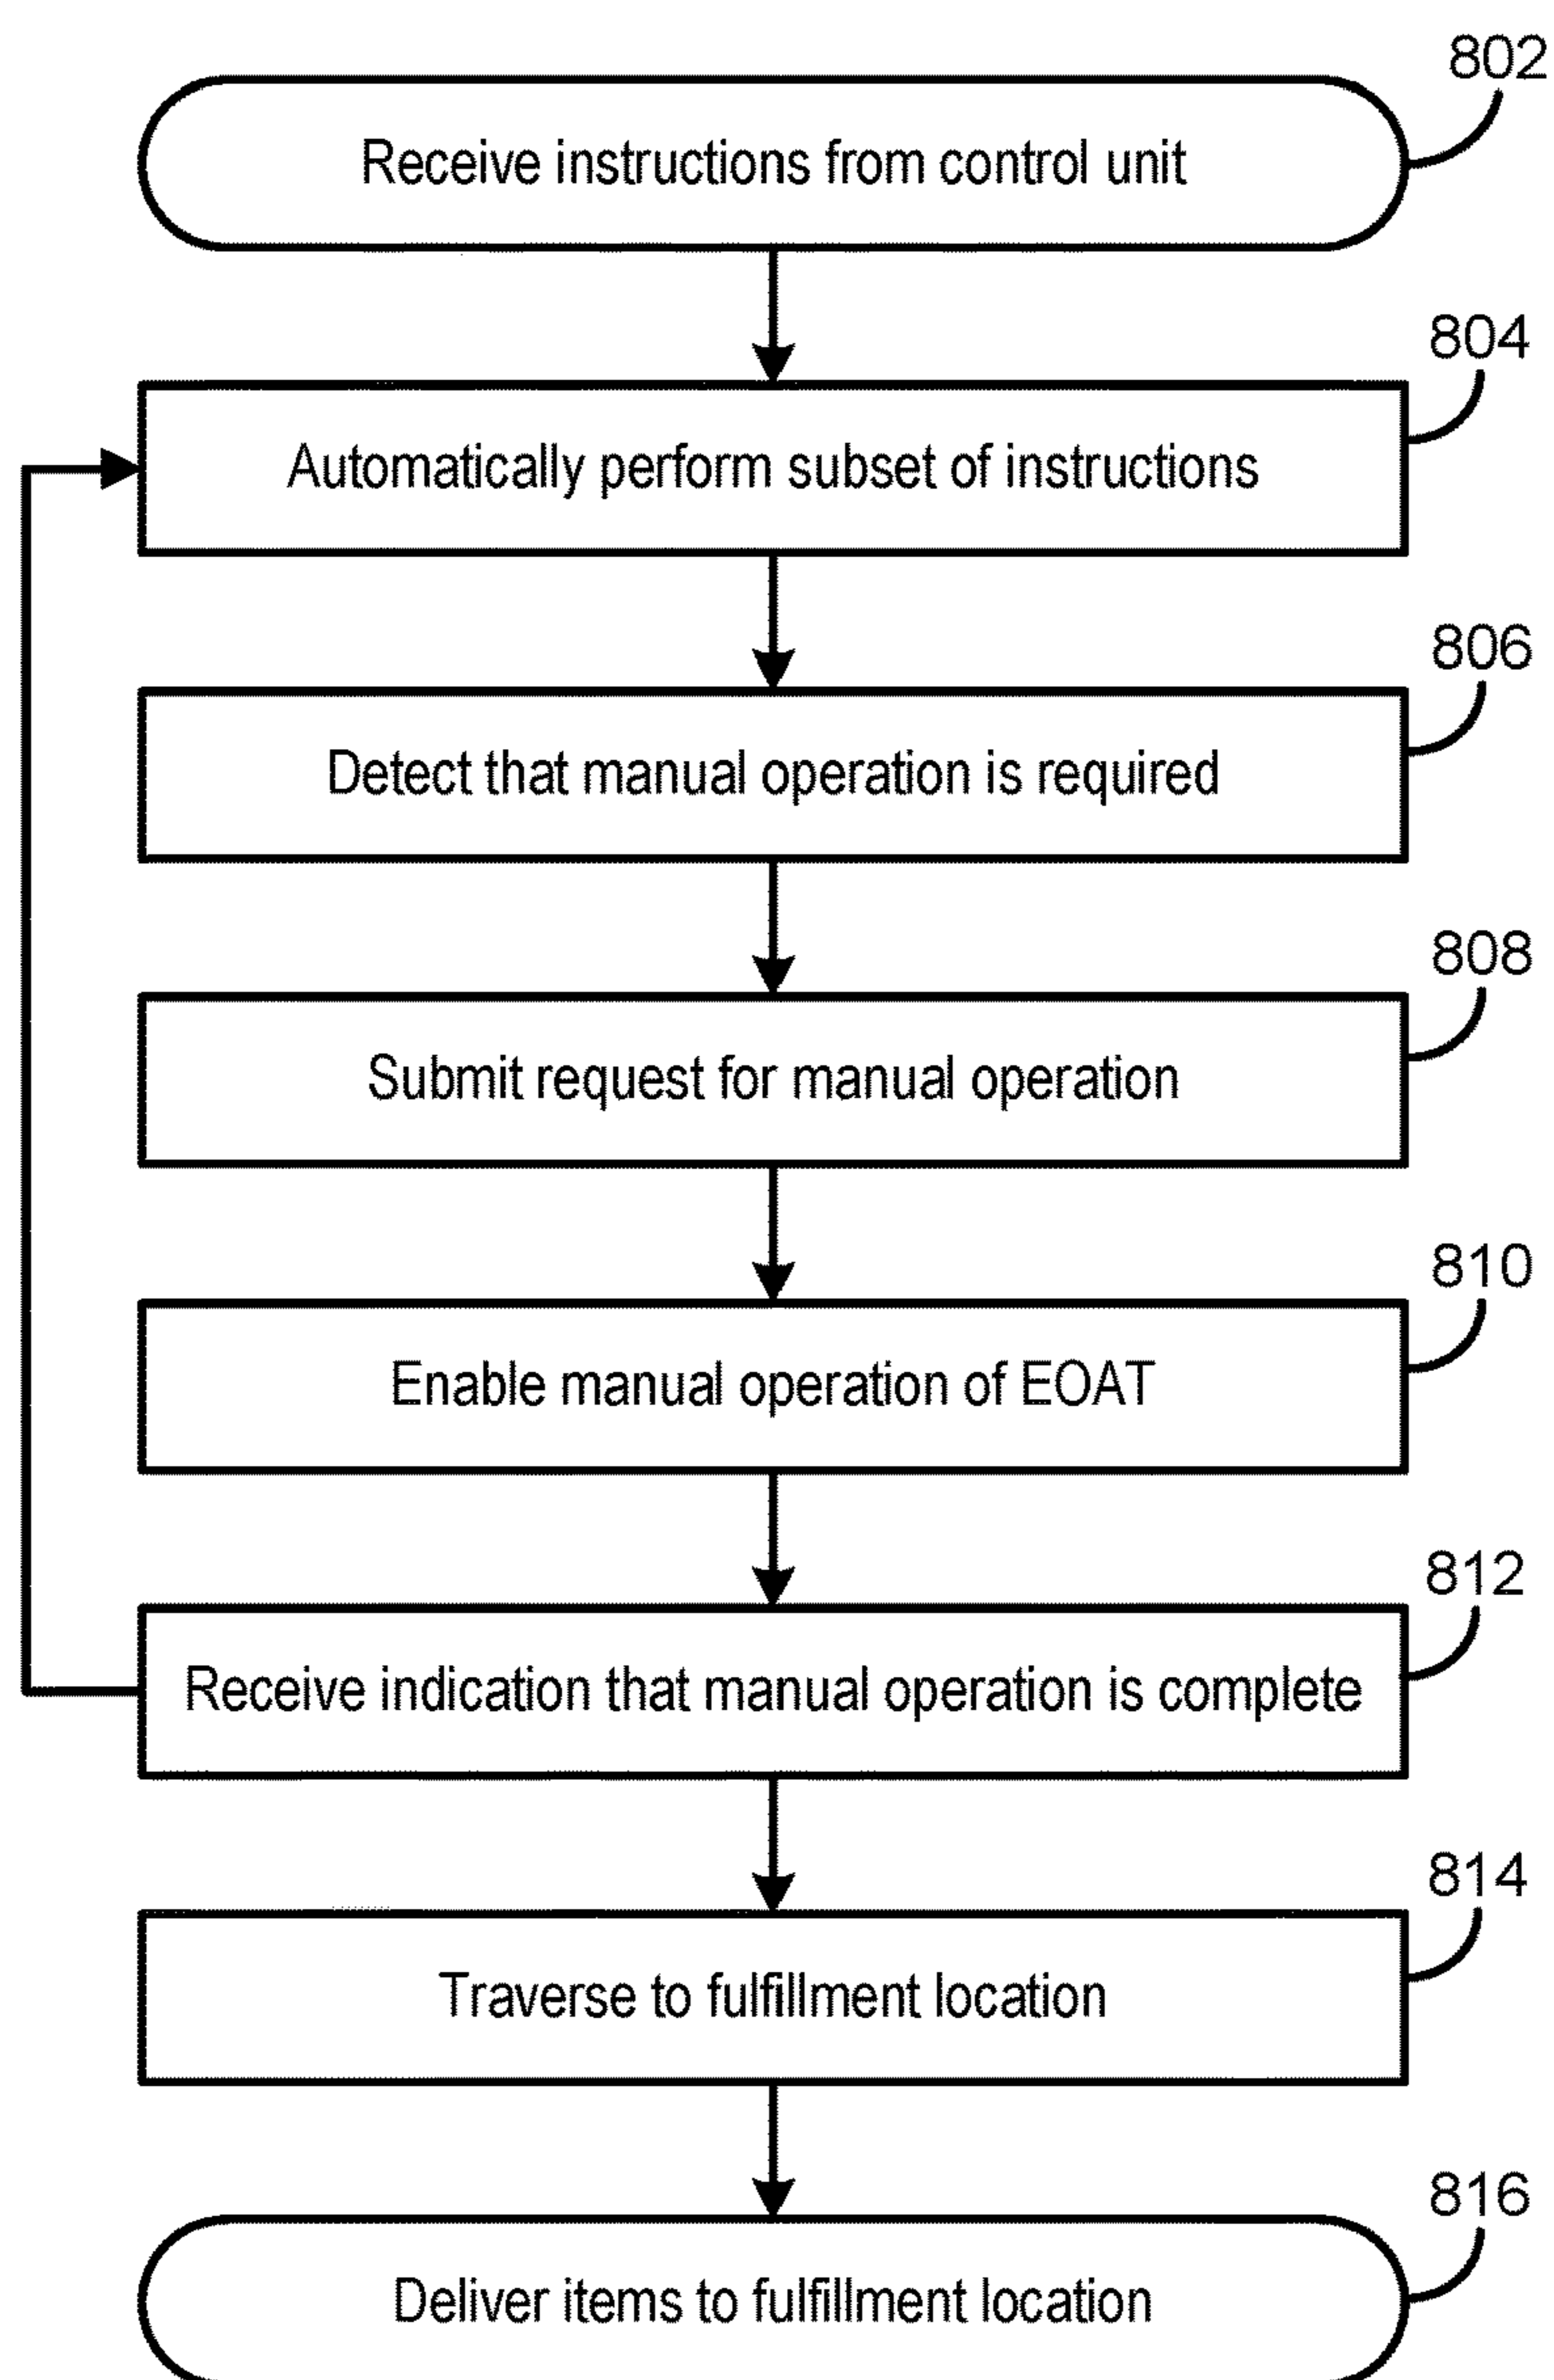 802
Receive instructions from control unit
804
Automatically perform subset of instructions
806
Detect that manual operation is required
808
Submit request for manual operation
810
Enable manual operation of EOAT
812
Receive indication that manual operation is complete
814
Traverse to fulfillment location
816
Deliver items to fulfillment location